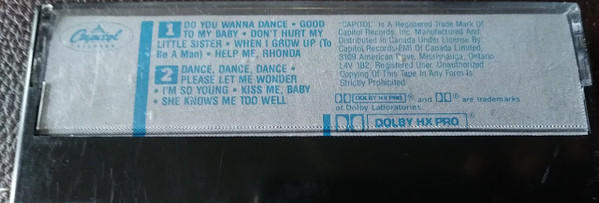 Capitol
RECORDS
1 DO YOU WANNA DANCE • GOOD
TO MY BABY • DON'T HURT MY
LITTLE SISTER • WHEN I GROW UP (To
Be A Man) • HELP ME, RHONDA
2 DANCE, DANCE, DANCE •
PLEASE LET ME WONDER
• I'M SO YOUNG • KISS ME, BABY
• SHE KNOWS ME TOO WELL
"CAPITOL" Is A Registered Trade Mark Of
Capitol Records, Inc. Manufactured And
Distributed In Canada Under License By:
Capitol Records-EMI Of Canada Limited,
3109 American Drive, Mississauga, Ontario
L4V 1B2, Registered User. Unauthorized
Copying Of This Tape In Any Form Is
Strictly Prohibited.
DOLBY HX PRO and are trademarks
of Dolby Laboratories.
DOLBY HX PRO